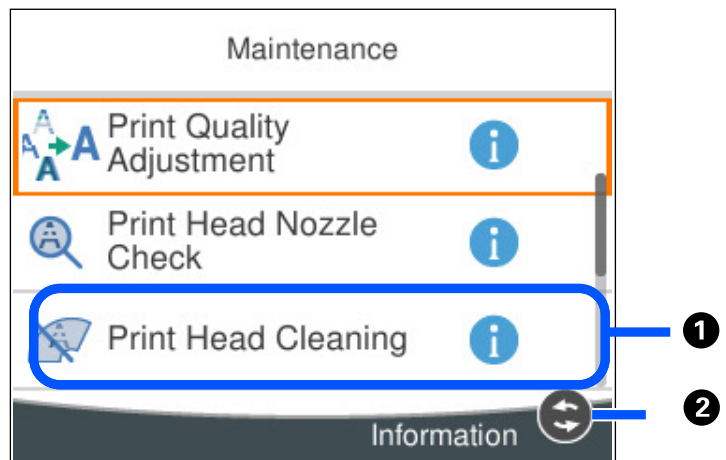 Maintenance
Print Quality
Adjustment
Print Head Nozzle
Check
Print Head Cleaning
1
2
Information